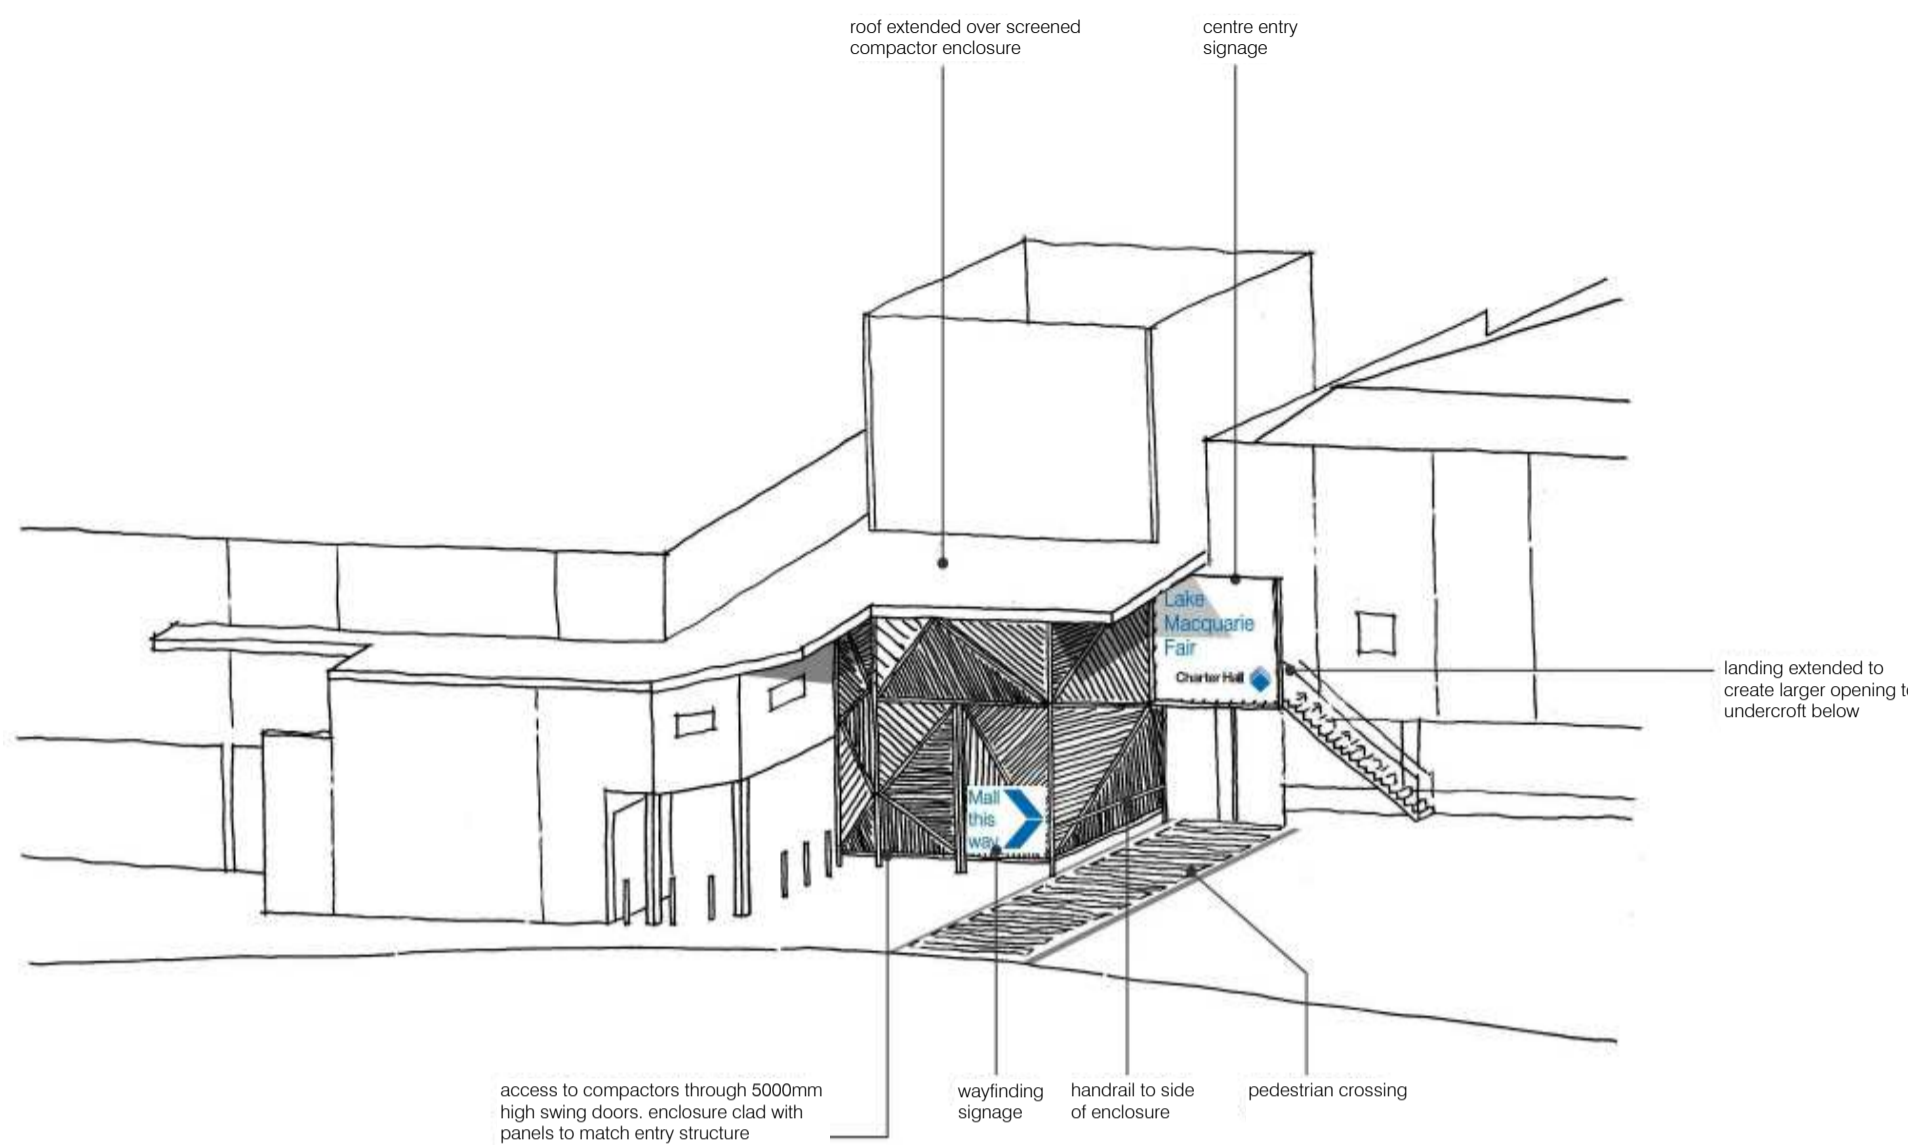 roof extended over screened
compactor enclosure
centre entry
signage
Lake
Macquarie
Fair
Charter Hall
landing extended to
create larger opening
undercroft below
Mall
this
way
access to compactors through 5000mm
high swing doors. enclosure clad with
panels to match entry structure
wayfinding
signage
handrail to side
of enclosure
pedestrian crossing